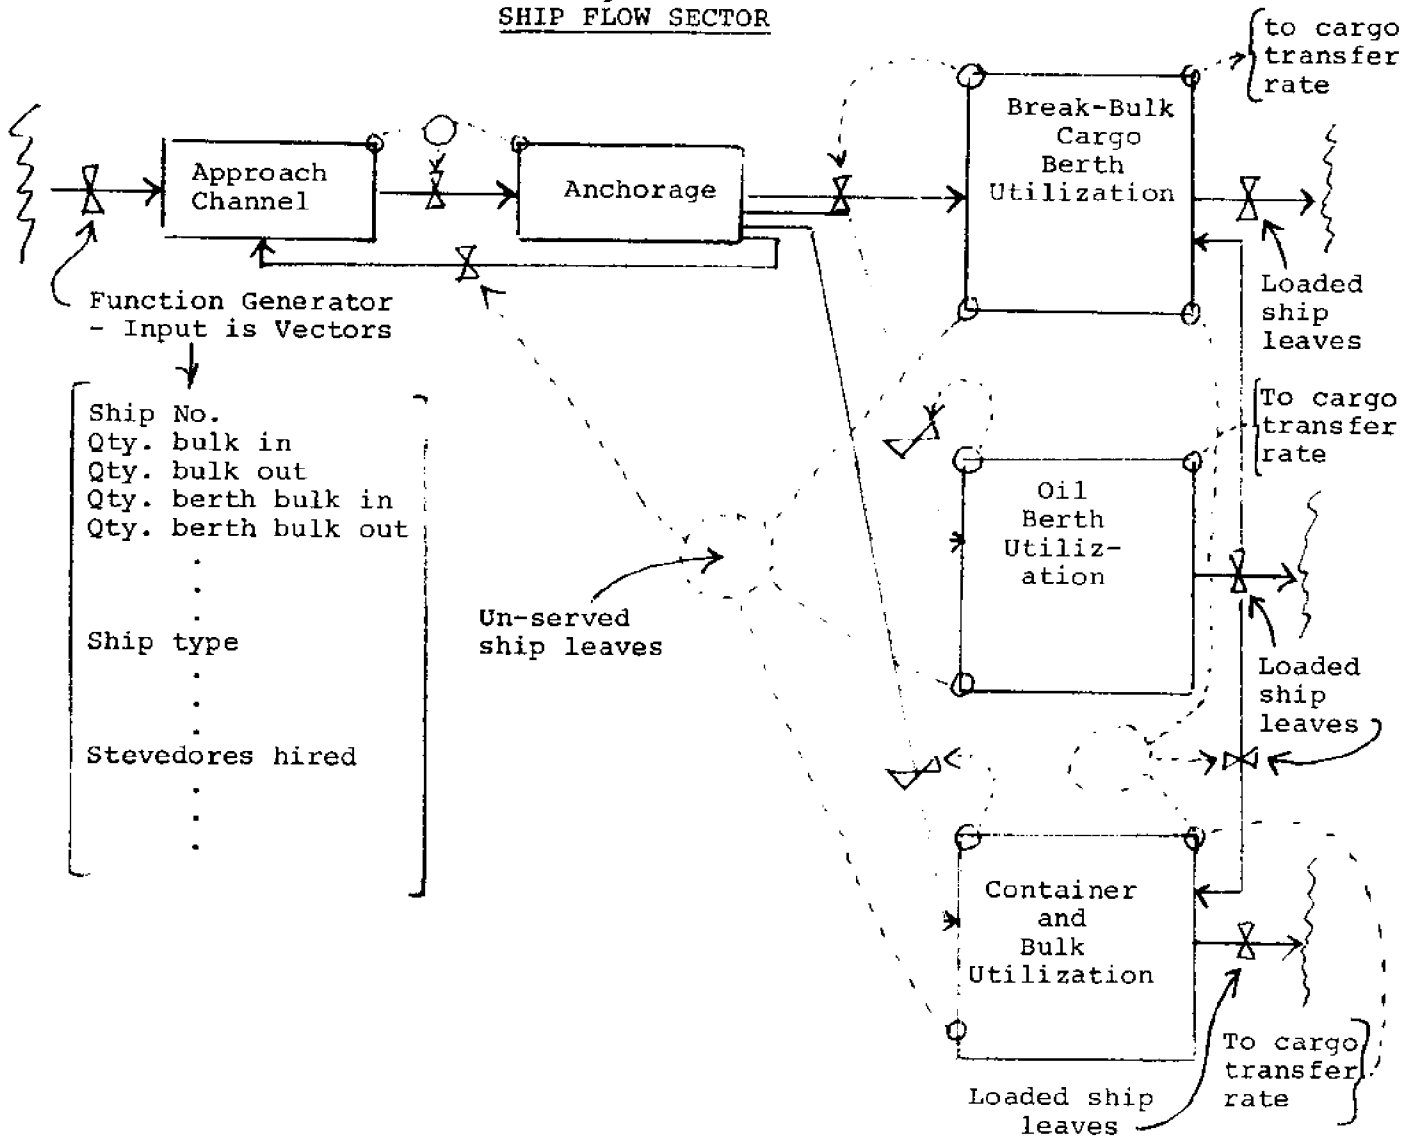 SHIP FLOW SECTOR
to cargo
transfer
rate
Break-Bulk
Cargo
Berth
Utilization
Approach
Channel
Anchorage
Loaded
ship
leaves
Function Generator
- Input is Vectors
Ship No.
Qty. bulk in
Qty. bulk out
Qty. berth bulk in
Qty. berth bulk out
.
.
.
Ship type
.
.
.
Stevedores hired
.
.
.
To cargo
transfer
rate
Oil
Berth
Utiliz-
ation
Un-served
ship leaves
Loaded
ship
leaves
Container
and
Bulk
Utilization
To cargo
transfer
rate
Loaded ship
leaves